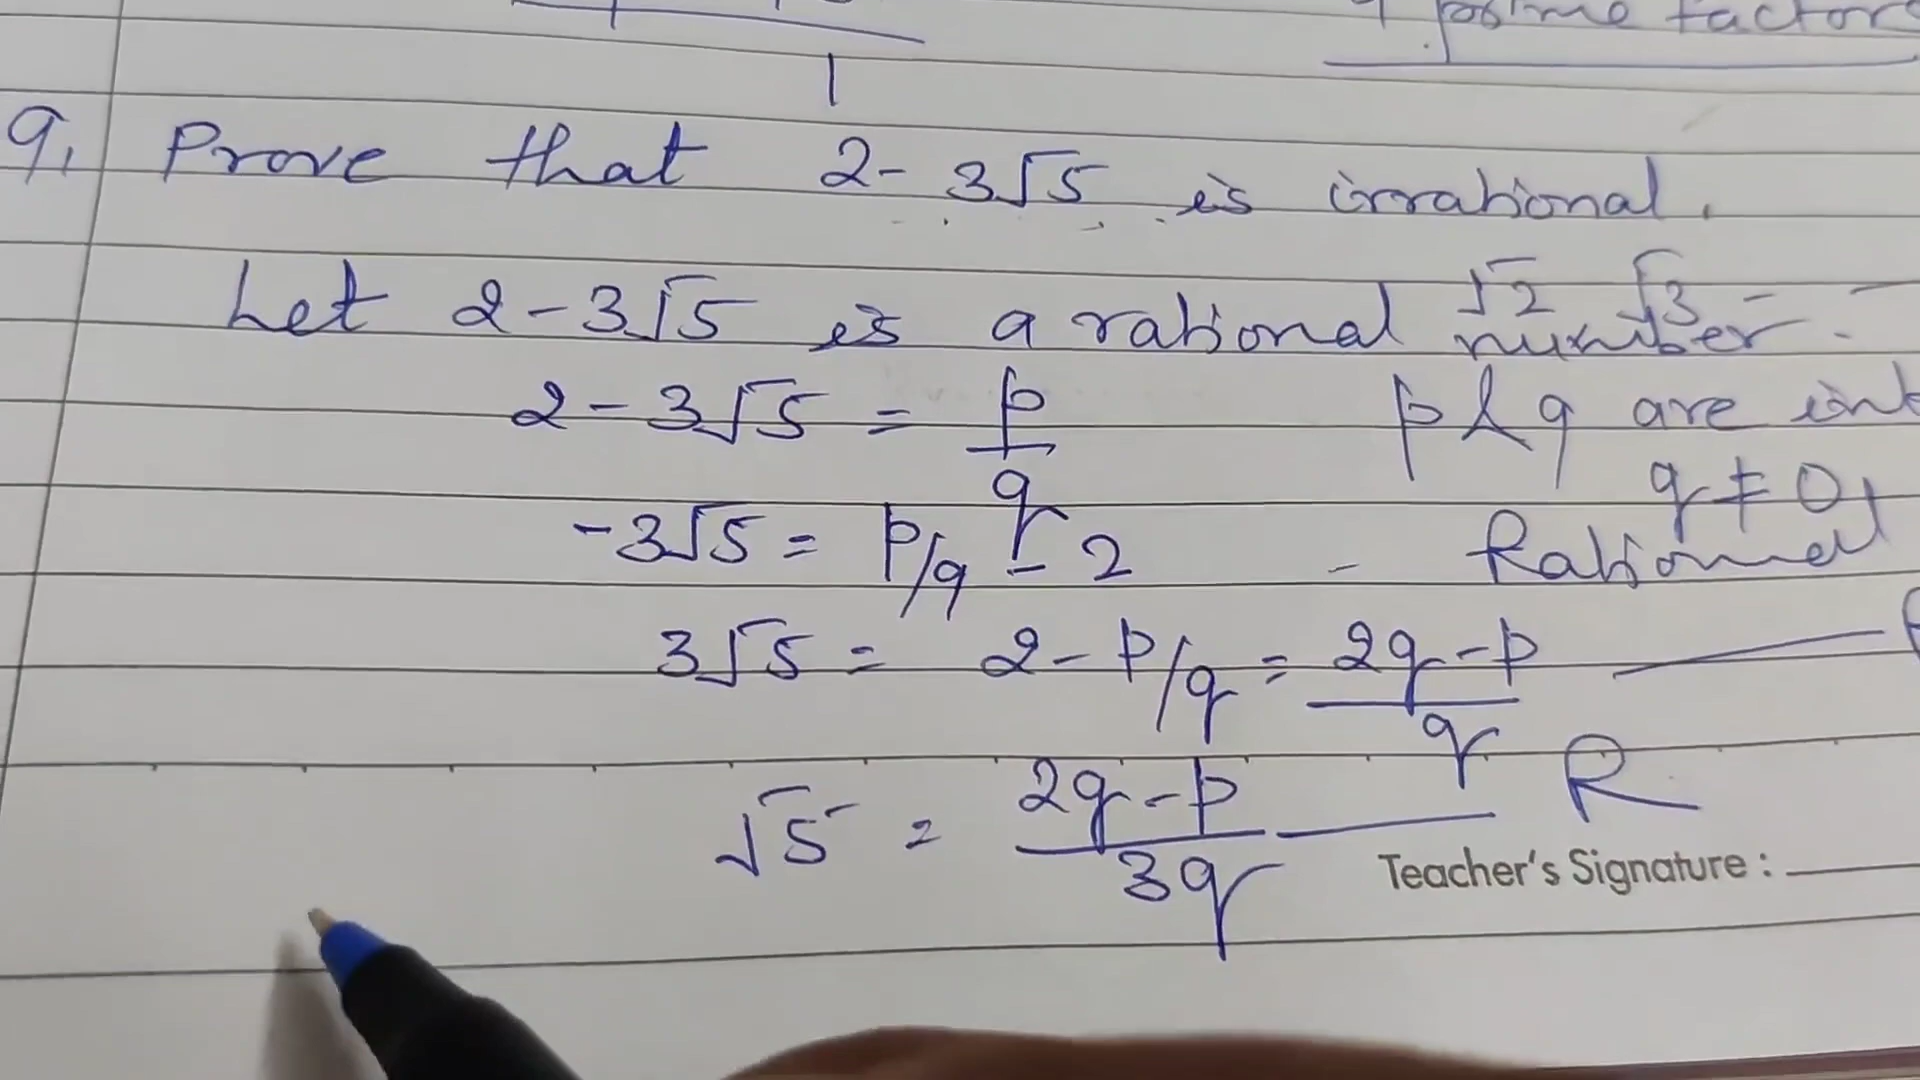 prime factors
9, Prove that 2 - 3√5 is irrational.
√2 √3 - -
Let 2 - 3√5 is a rational number.
2 - 3√5 = p/q p & q are int
q ≠ 0,
-3√5 = p/q - 2 - Rational
3√5 = 2 - p/q = (2q - p)/q —
√5 = (2q - p)/3q — R
Teacher's Signature :